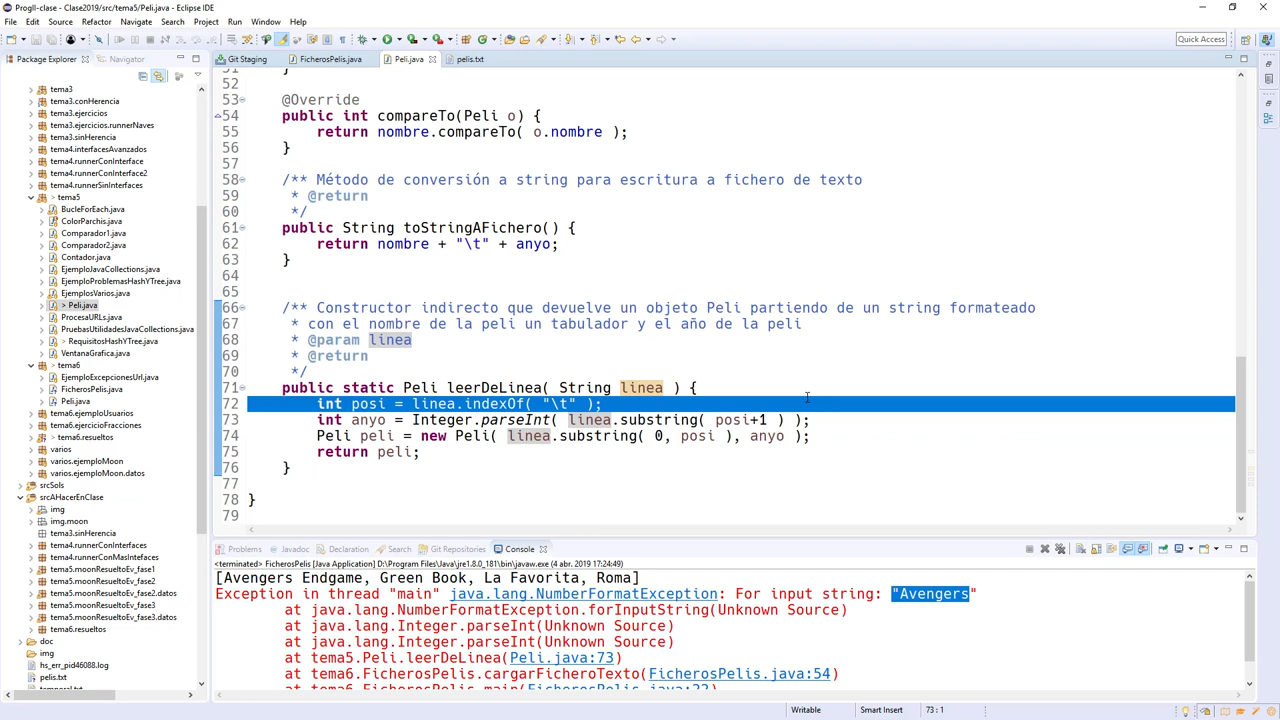 ProgII-clase - Clase2019/src/tema5/Peli.java - Eclipse IDE
File Edit Source Refactor Navigate Search Project Run Window Help
Quick Access
Package Explorer Navigator
Git Staging FicherosPelis.java Peli.java pelis.txt
tema3
tema3.conHerencia
tema3.ejercicios
tema3.ejercicios.runnerNaves
tema3.sinHerencia
tema4.interfacesAvanzados
tema4.runnerConInterface
tema4.runnerConInterface2
tema4.runnerSinInterfaces
> tema5
BucleForEach.java
ColorParchis.java
Comparador1.java
Comparador2.java
Contador.java
EjemploJavaCollections.java
EjemploProblemasHashYTree.java
EjemplosVarios.java
> Peli.java
ProcesaURLs.java
PruebasUtilidadesJavaCollections.java
> RequisitosHashYTree.java
VentanaGrafica.java
> tema6
EjemploExcepcionesUrl.java
FicherosPelis.java
Peli.java
tema6.ejemploUsuarios
tema6.ejercicioFracciones
> tema6.resueltos
varios
varios.ejemploMoon
varios.ejemploMoon.datos
srcSols
srcAHacerEnClase
img
img.moon
tema3.sinHerencia
tema4.runnerConInterfaces
tema4.runnerConMasIntefaces
tema5.moonResueltoEv_fase1
tema5.moonResueltoEv_fase2
tema5.moonResueltoEv_fase2.datos
tema5.moonResueltoEv_fase3
tema5.moonResueltoEv_fase3.datos
tema6.resueltos
doc
img
hs_err_pid46088.log
pelis.txt
51 }
52
53 @Override
54 public int compareTo(Peli o) {
55 return nombre.compareTo( o.nombre );
56 }
57
58 /** Método de conversión a string para escritura a fichero de texto
59 * @return
60 */
61 public String toStringAFichero() {
62 return nombre + "\t" + anyo;
63 }
64
65
66 /** Constructor indirecto que devuelve un objeto Peli partiendo de un string formateado
67 * con el nombre de la peli un tabulador y el año de la peli
68 * @param linea
69 * @return
70 */
71 public static Peli leerDeLinea( String linea ) {
72 int posi = linea.indexOf( "\t" );
73 int anyo = Integer.parseInt( linea.substring( posi+1 ) );
74 Peli peli = new Peli( linea.substring( 0, posi ), anyo );
75 return peli;
76 }
77
78 }
79
Problems Javadoc Declaration Search Git Repositories Console
<terminated> FicherosPelis [Java Application] D:\Program Files\Java\jre1.8.0_181\bin\javaw.exe (4 abr. 2019 17:24:49)
[Avengers Endgame, Green Book, La Favorita, Roma]
Exception in thread "main" java.lang.NumberFormatException: For input string: "Avengers"
at java.lang.NumberFormatException.forInputString(Unknown Source)
at java.lang.Integer.parseInt(Unknown Source)
at java.lang.Integer.parseInt(Unknown Source)
at tema5.Peli.leerDeLinea(Peli.java:73)
at tema6.FicherosPelis.cargarFicheroTexto(FicherosPelis.java:54)
at tema6.FicherosPelis.main(FicherosPelis.java:22)
Writable Smart Insert 73 : 1